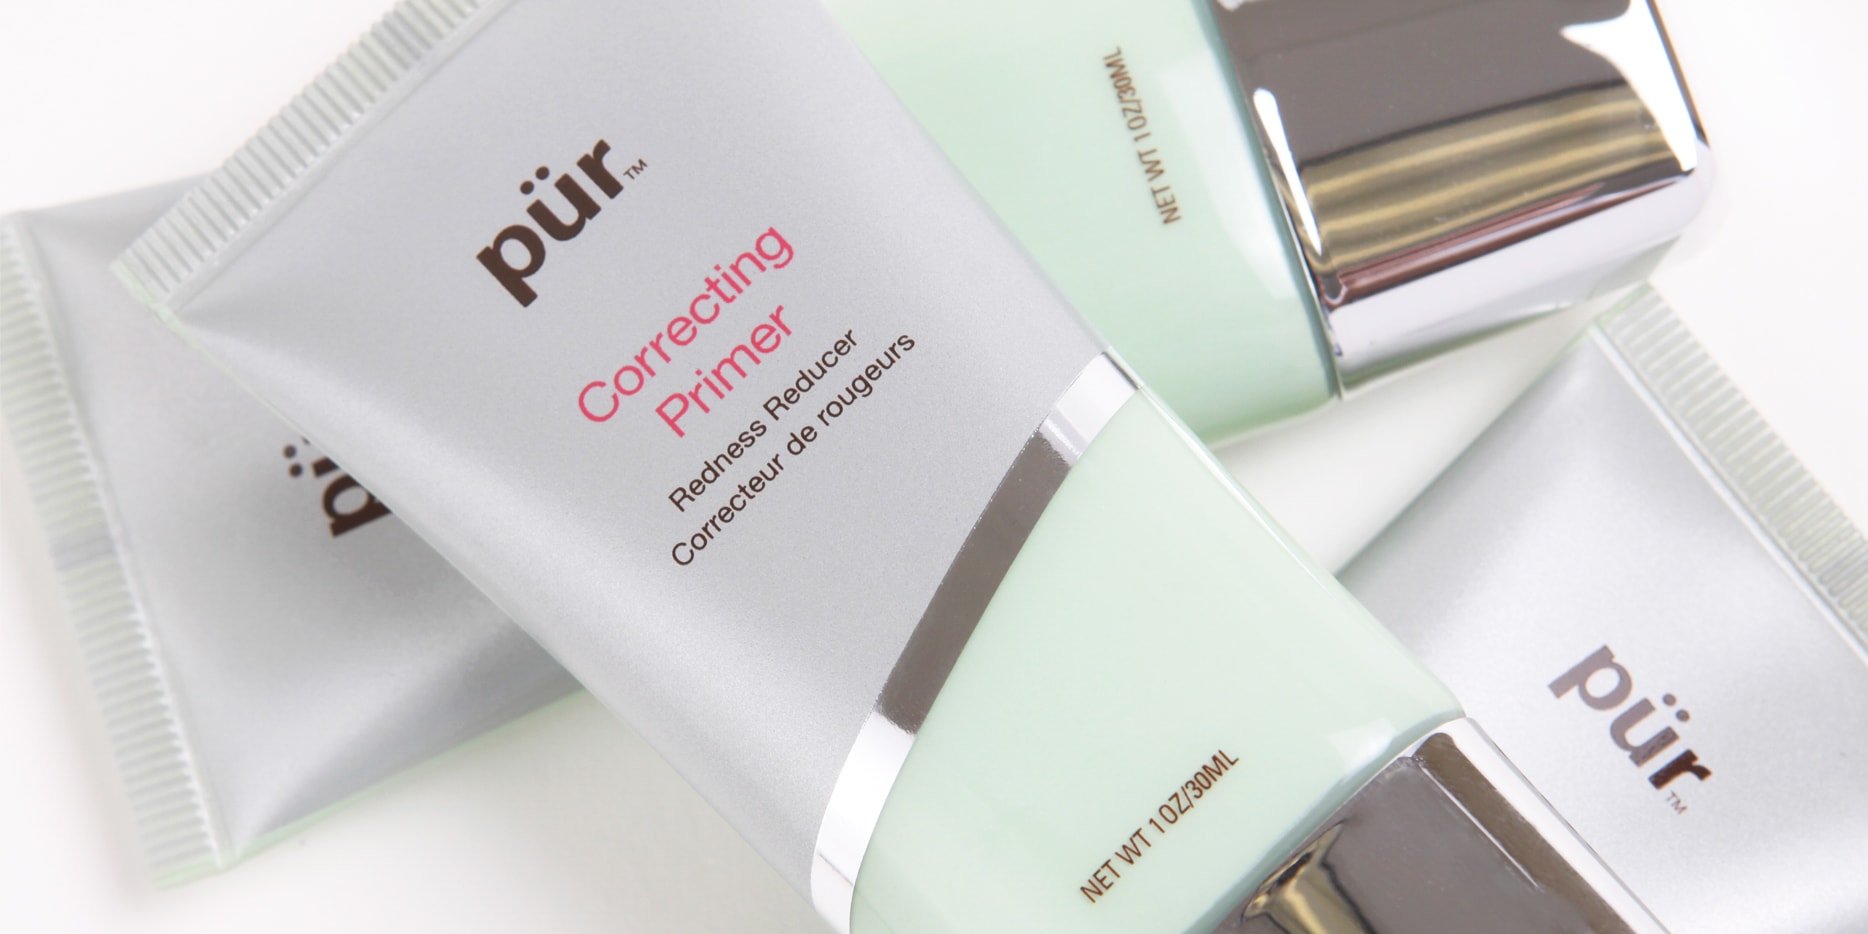 pür™
Correcting
Primer
Redness Reducer
Correcteur de rougeurs
NET WT 1 OZ/30ML
NET WT 1 OZ/30ML
pür™